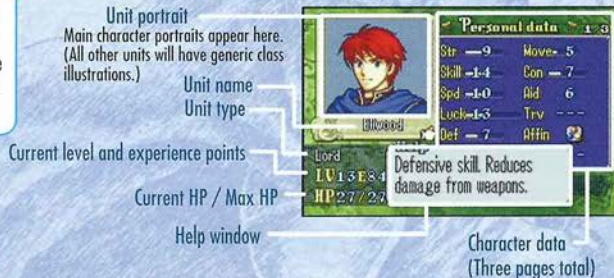 Unit portrait
Main character portraits appear here.
(All other units will have generic class
illustrations.)
Unit name
Unit type
Current level and experience points
Current HP / Max HP
Help window
Personal data 1/3
Str 9 Move 5
Skill 14 Con 7
Spd 10 Aid 6
Luck 13 Trv ---
Def 7 Affin
Eliwood
Lord
LV 13 E 84
HP 27/27
Defensive skill. Reduces
damage from weapons.
Character data
(Three pages total)